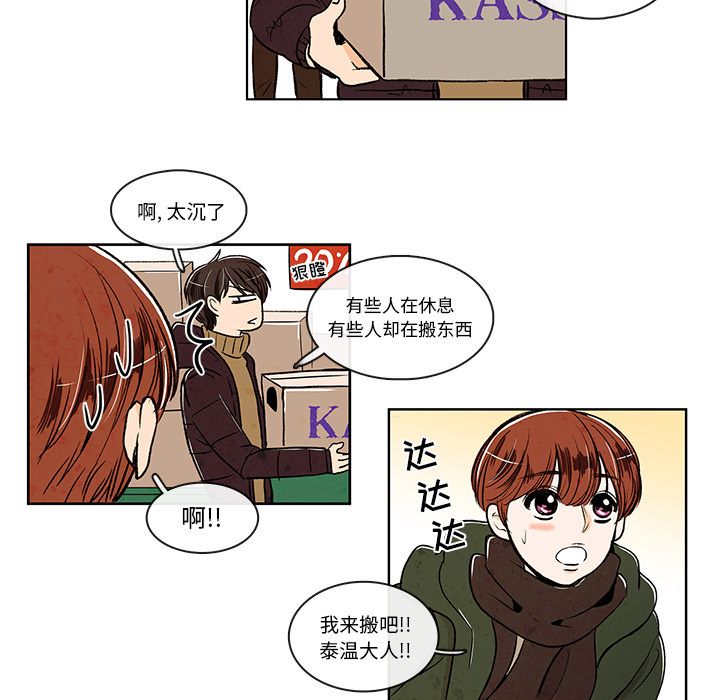 KASS
啊,太沉了
20%
狠瞪
有些人在休息
有些人却在搬东西
KA
啊!!
达
达
达
我来搬吧!!
泰温大人!!